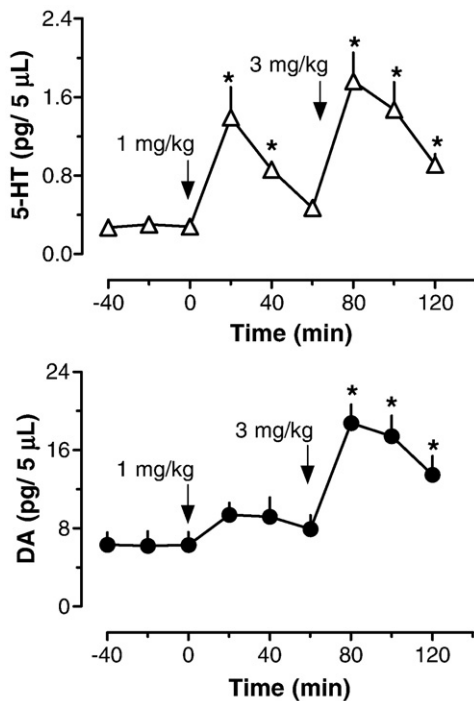 2.4
1.6
0.8
0.0
5-HT (pg/ 5 μL)
1 mg/kg
3 mg/kg
*
*
*
*
*
-40 0 40 80 120
Time (min)
24
16
8
0
DA (pg/ 5 μL)
1 mg/kg
3 mg/kg
*
*
*
-40 0 40 80 120
Time (min)